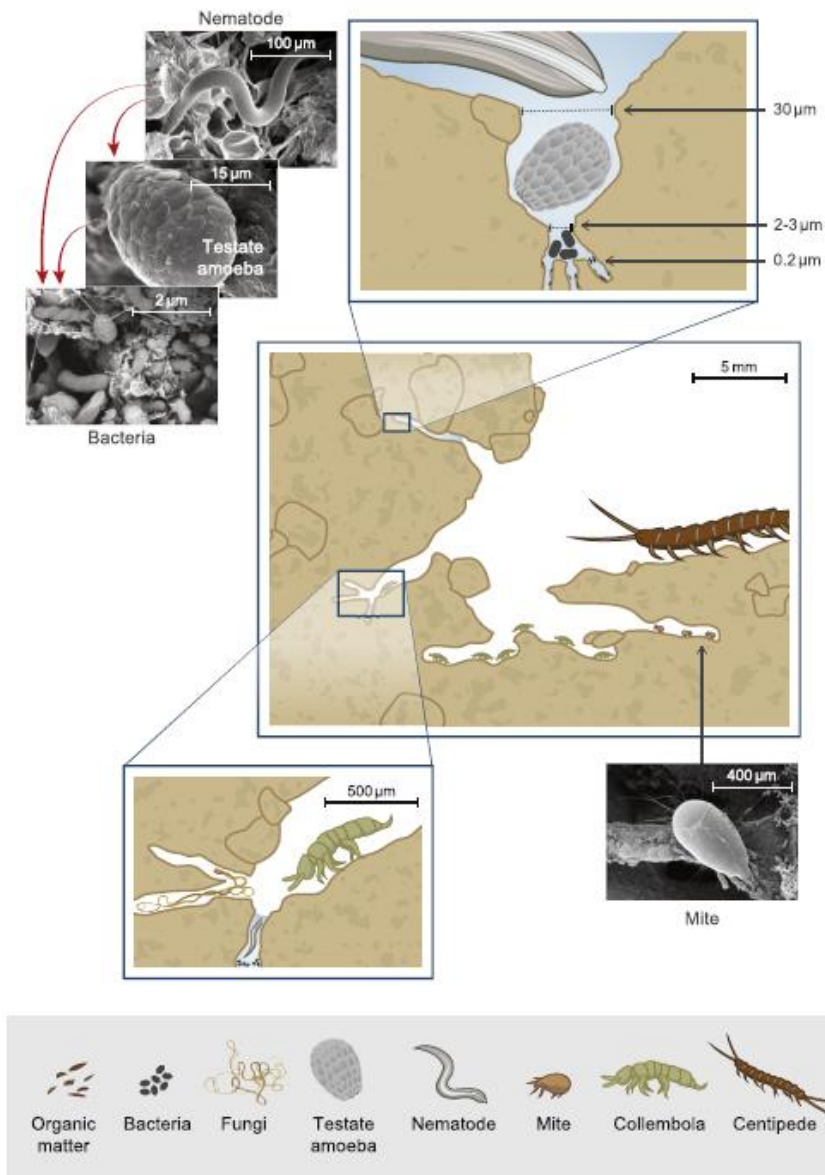 Nematode
100 µm
15 µm
Testate
amoeba
2 µm
Bacteria
30 µm
2-3 µm
0.2 µm
5 mm
500 µm
400 µm
Mite
Organic
matter
Bacteria
Fungi
Testate
amoeba
Nematode
Mite
Collembola
Centipede